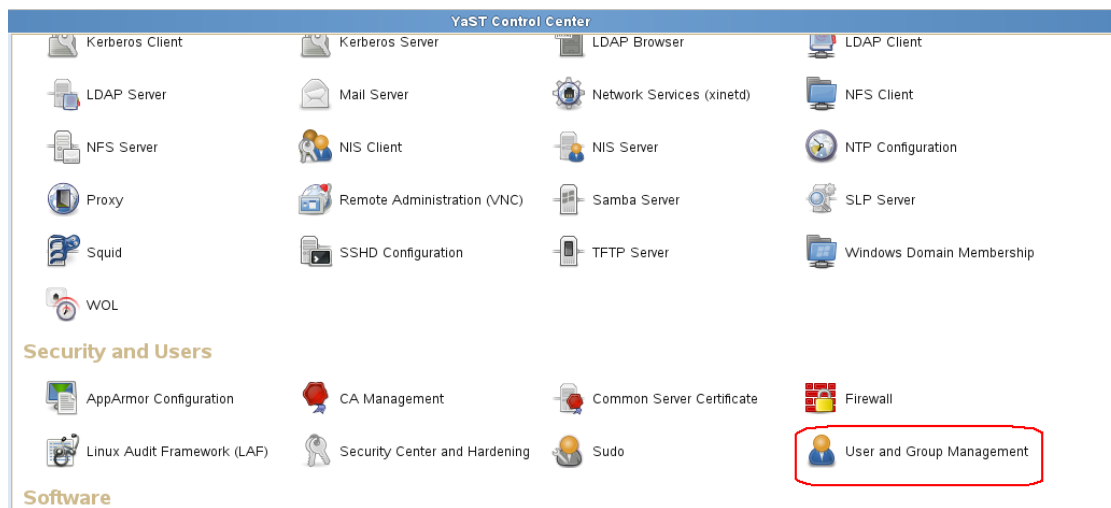 YaST Control Center
Kerberos Client Kerberos Server LDAP Browser LDAP Client
LDAP Server Mail Server Network Services (xinetd) NFS Client
NFS Server NIS Client NIS Server NTP Configuration
Proxy Remote Administration (VNC) Samba Server SLP Server
Squid SSHD Configuration TFTP Server Windows Domain Membership
WOL
Security and Users
AppArmor Configuration CA Management Common Server Certificate Firewall
Linux Audit Framework (LAF) Security Center and Hardening Sudo User and Group Management
Software